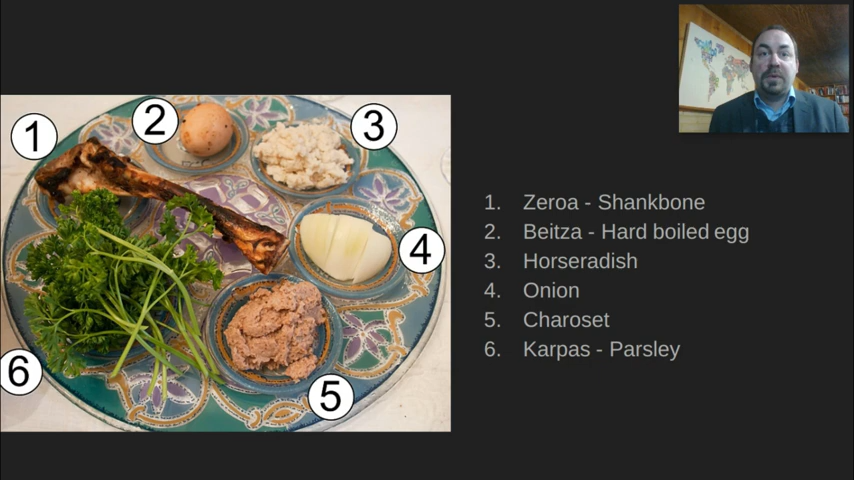 1
2
3
4
5
6
1. Zeroa - Shankbone
2. Beitza - Hard boiled egg
3. Horseradish
4. Onion
5. Charoset
6. Karpas - Parsley